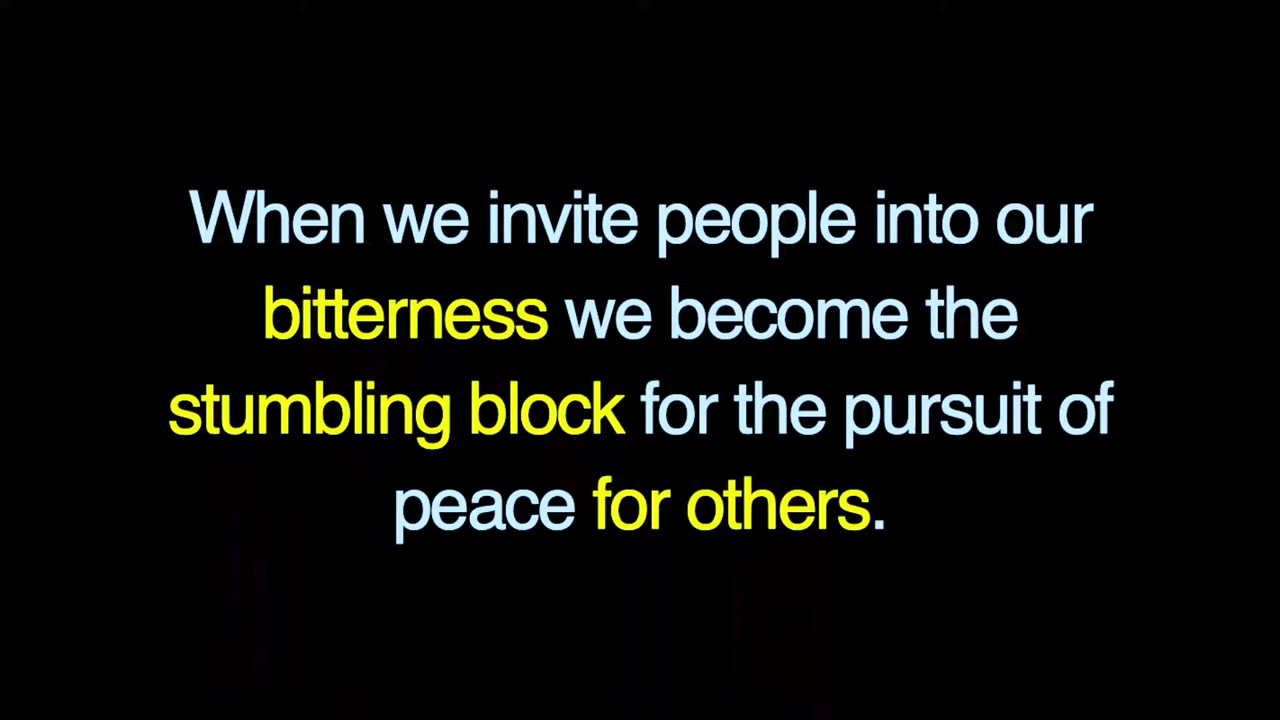 When we invite people into our
bitterness we become the
stumbling block for the pursuit of
peace for others.